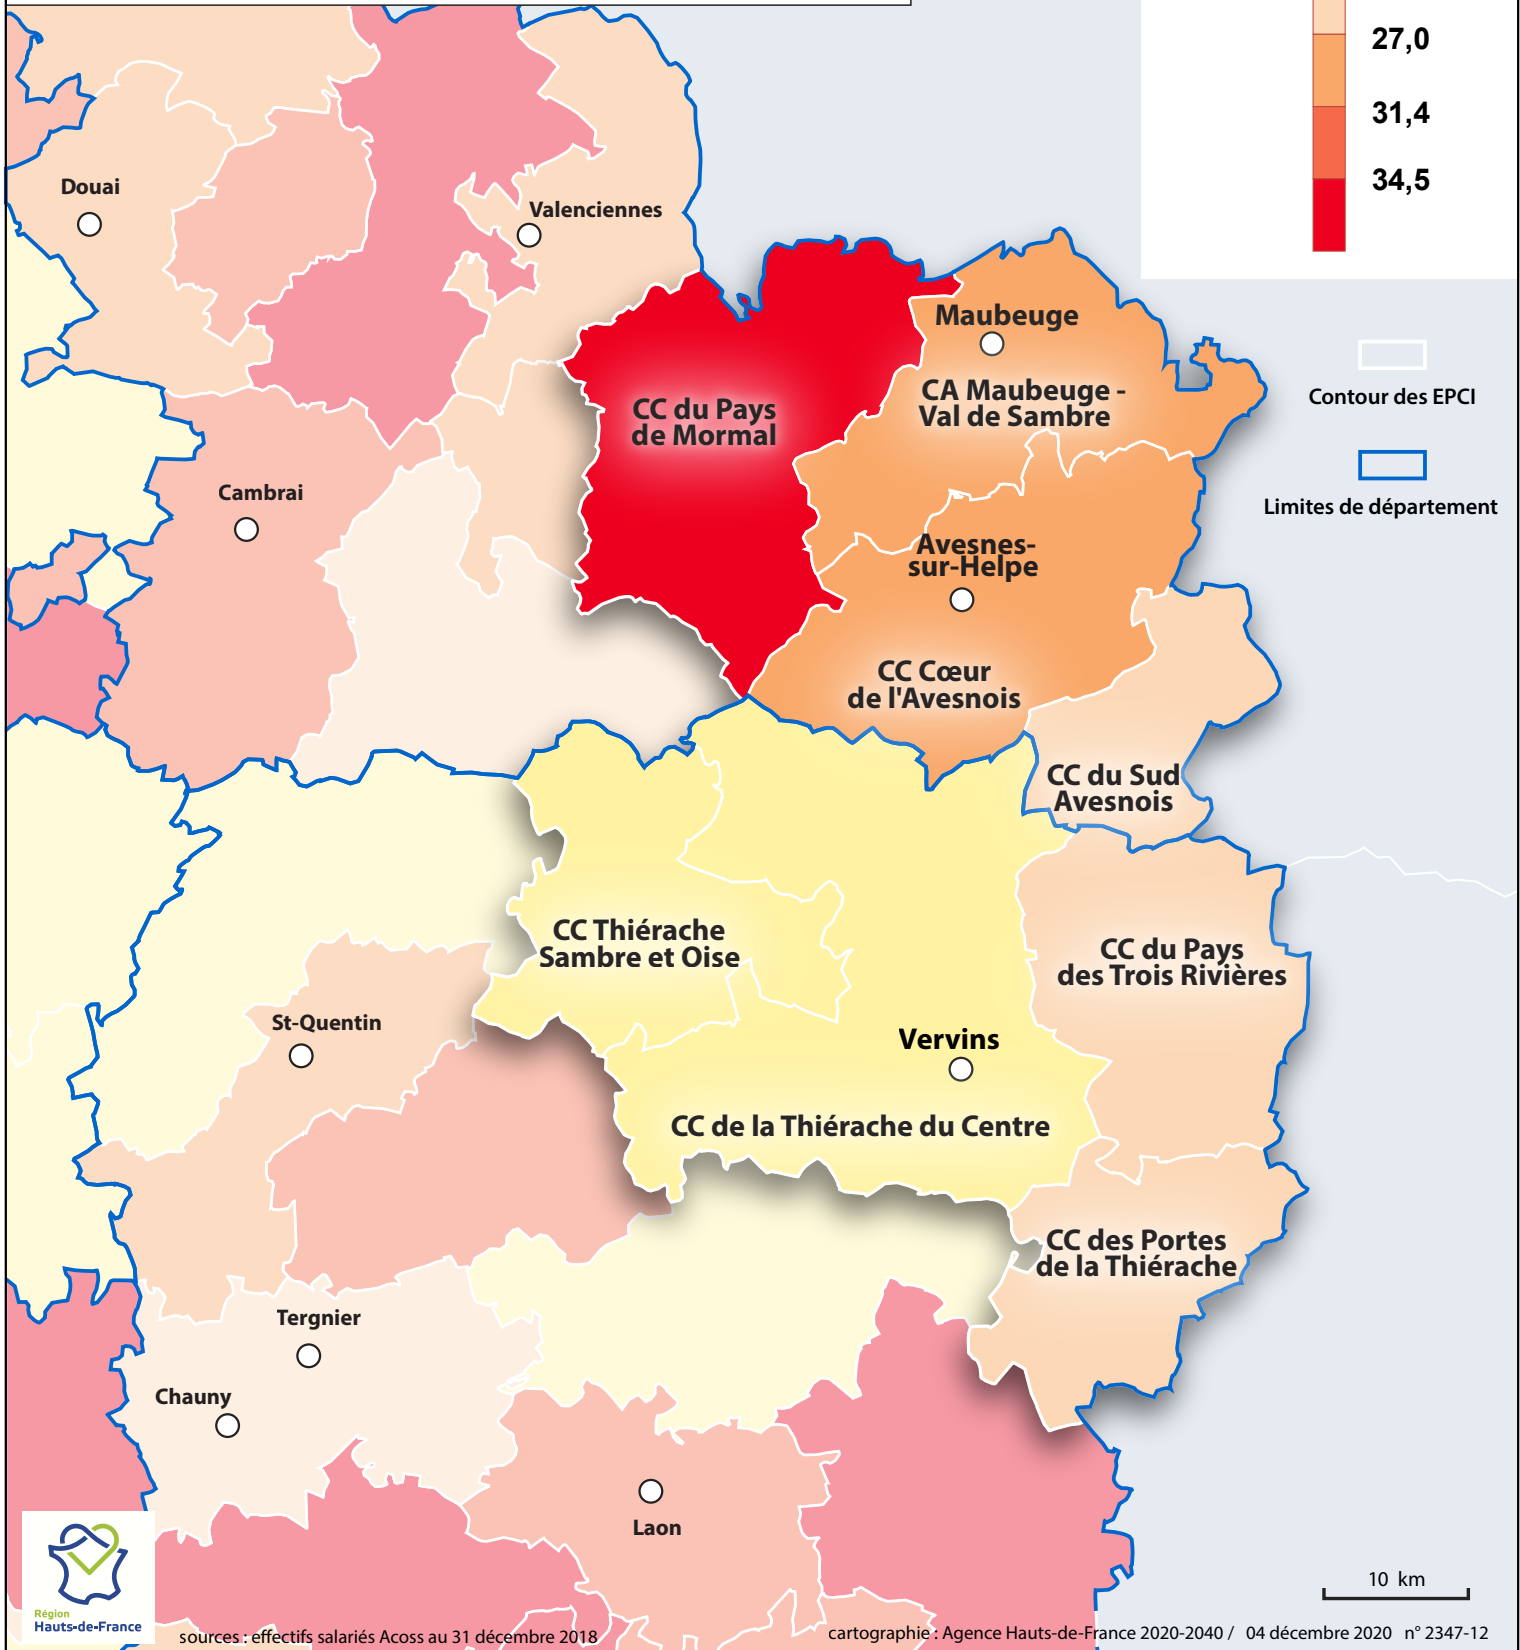 27,0
31,4
34,5
Douai
Valenciennes
Maubeuge
CA Maubeuge -
Val de Sambre
Contour des EPCI
CC du Pays
de Mormal
Limites de département
Cambrai
Avesnes-
sur-Helpe
CC Cœur
de l'Avesnois
CC du Sud
Avesnois
CC Thiérache
Sambre et Oise
CC du Pays
des Trois Rivières
St-Quentin
Vervins
CC de la Thiérache du Centre
CC des Portes
de la Thiérache
Tergnier
Chauny
Laon
10 km
Région
Hauts-de-France
sources : effectifs salariés Acoss au 31 décembre 2018
cartographie : Agence Hauts-de-France 2020-2040 / 04 décembre 2020 n° 2347-12